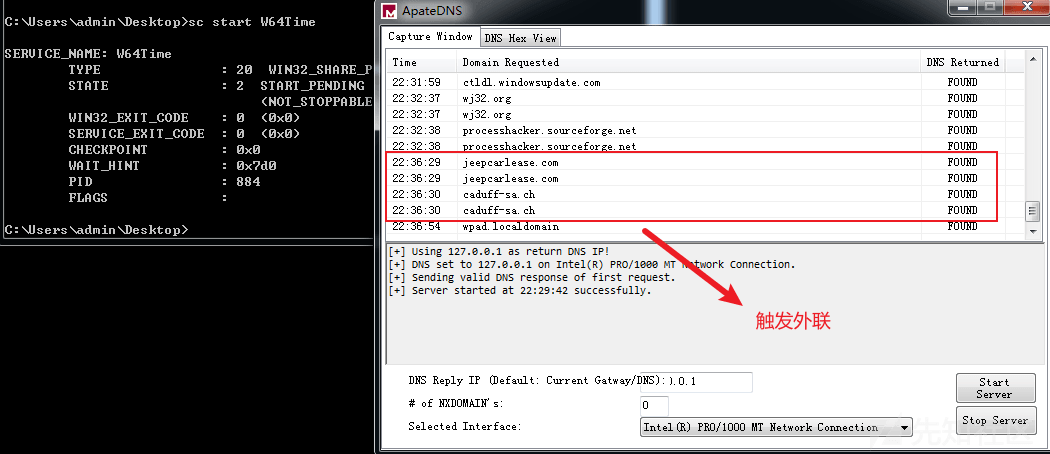 C:\Users\admin\Desktop>sc start W64Time
SERVICE_NAME: W64Time
TYPE : 20 WIN32_SHARE_P
STATE : 2 START_PENDING
(NOT_STOPPABLE
WIN32_EXIT_CODE : 0 (0x0)
SERVICE_EXIT_CODE : 0 (0x0)
CHECKPOINT : 0x0
WAIT_HINT : 0x7d0
PID : 884
FLAGS :
C:\Users\admin\Desktop>
ApateDNS
Capture Window DNS Hex View
Time Domain Requested DNS Returned
22:31:59 ctldl.windowsupdate.com FOUND
22:32:37 wj32.org FOUND
22:32:37 wj32.org FOUND
22:32:38 processhacker.sourceforge.net FOUND
22:32:38 processhacker.sourceforge.net FOUND
22:36:29 jeepcarlease.com FOUND
22:36:29 jeepcarlease.com FOUND
22:36:30 caduff-sa.ch FOUND
22:36:30 caduff-sa.ch FOUND
22:36:54 wpad.localdomain FOUND
[+] Using 127.0.0.1 as return DNS IP!
[+] DNS set to 127.0.0.1 on Intel(R) PRO/1000 MT Network Connection.
[+] Sending valid DNS response of first request.
[+] Server started at 22:29:42 successfully.
触发外联
DNS Reply IP (Default: Current Gatway/DNS): ).0.1
# of NXDOMAIN's: 0
Selected Interface: Intel(R) PRO/1000 MT Network Connection
Start Server
Stop Server